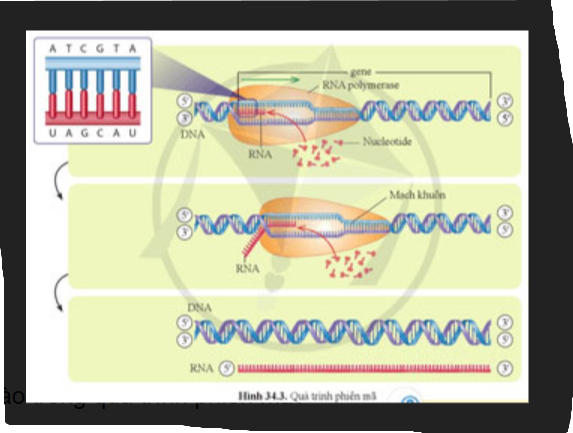 A T C G T A
U A G C A U
gene
RNA polymerase
5'
3'
3'
5'
DNA
RNA
Nucleotide
Mạch khuôn
5'
3'
3'
5'
RNA
DNA
5'
3'
3'
5'
RNA 5'
3'
Hình 34.3. Quá trình phiên mã